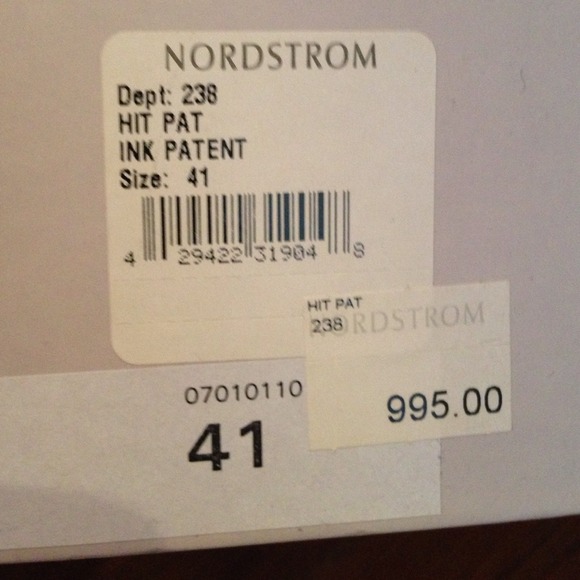 NORDSTROM
Dept: 238
HIT PAT
INK PATENT
Size: 41
4 29422 31904 8
HIT PAT
238
NORDSTROM
995.00
07010110
41